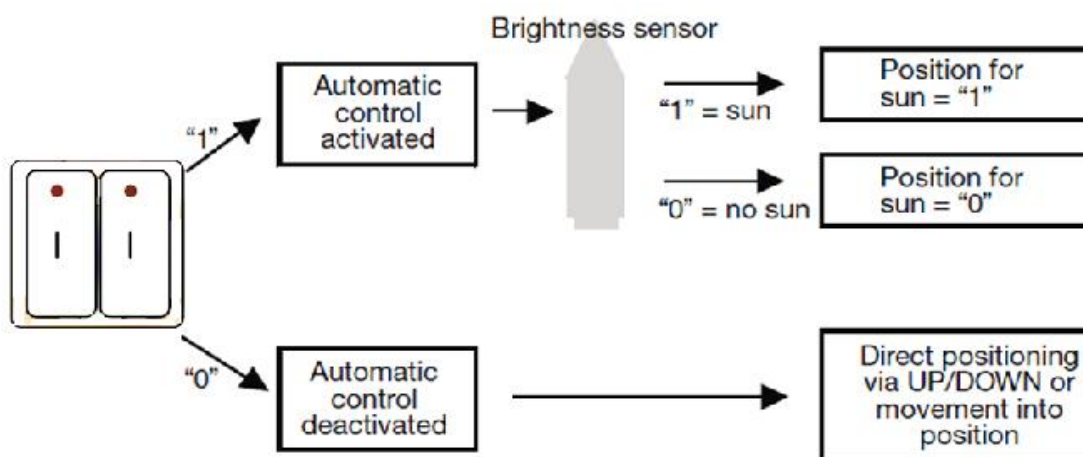 Brightness sensor
"1"
Automatic
control
activated
"1" = sun
Position for
sun = "1"
"0" = no sun
Position for
sun = "0"
"0"
Automatic
control
deactivated
Direct positioning
via UP/DOWN or
movement into
position